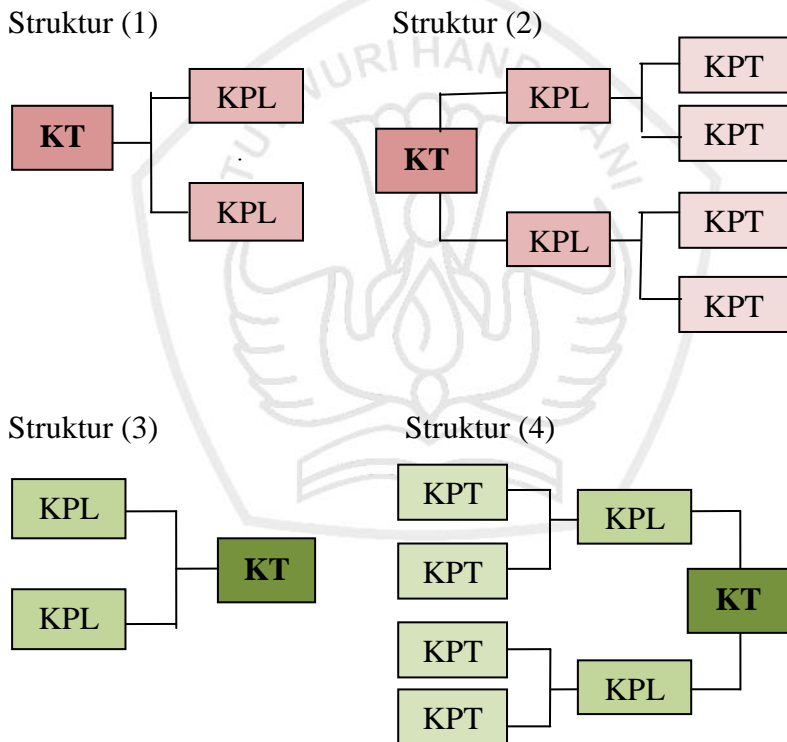 Struktur (1)
KT
KPL
KPL
Struktur (2)
KT
KPL
KPL
KPT
KPT
KPT
KPT
Struktur (3)
KPL
KPL
KT
Struktur (4)
KPT
KPT
KPT
KPT
KPL
KPL
KT